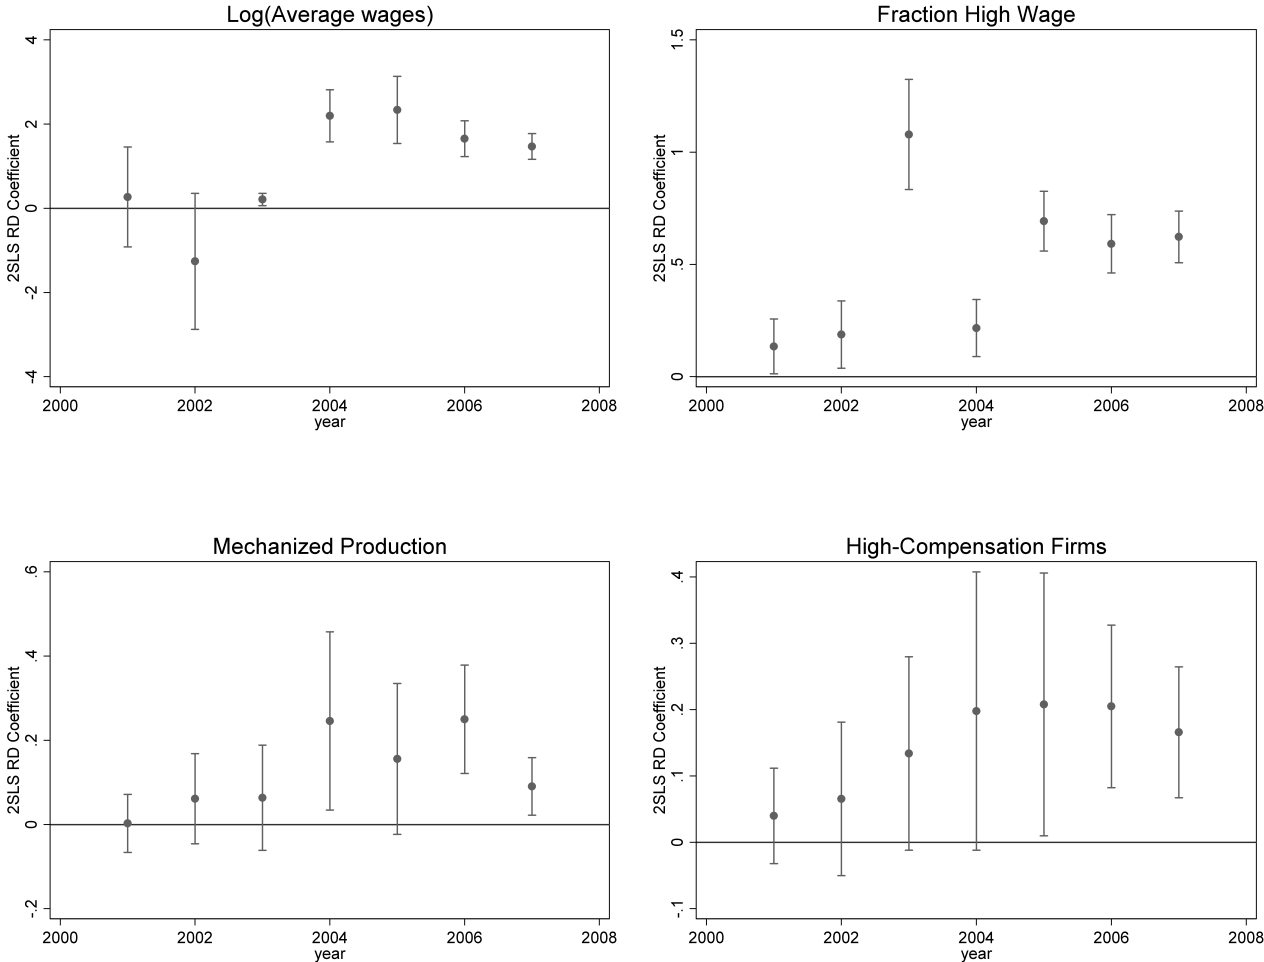 Log(Average wages)
2SLS RD Coefficient
4
2
0
-2
-4
2000 2002 2004 2006 2008
year
Fraction High Wage
2SLS RD Coefficient
1.5
1
.5
0
2000 2002 2004 2006 2008
year
Mechanized Production
2SLS RD Coefficient
.6
.4
.2
0
-.2
2000 2002 2004 2006 2008
year
High-Compensation Firms
2SLS RD Coefficient
.4
.3
.2
.1
0
-.1
2000 2002 2004 2006 2008
year